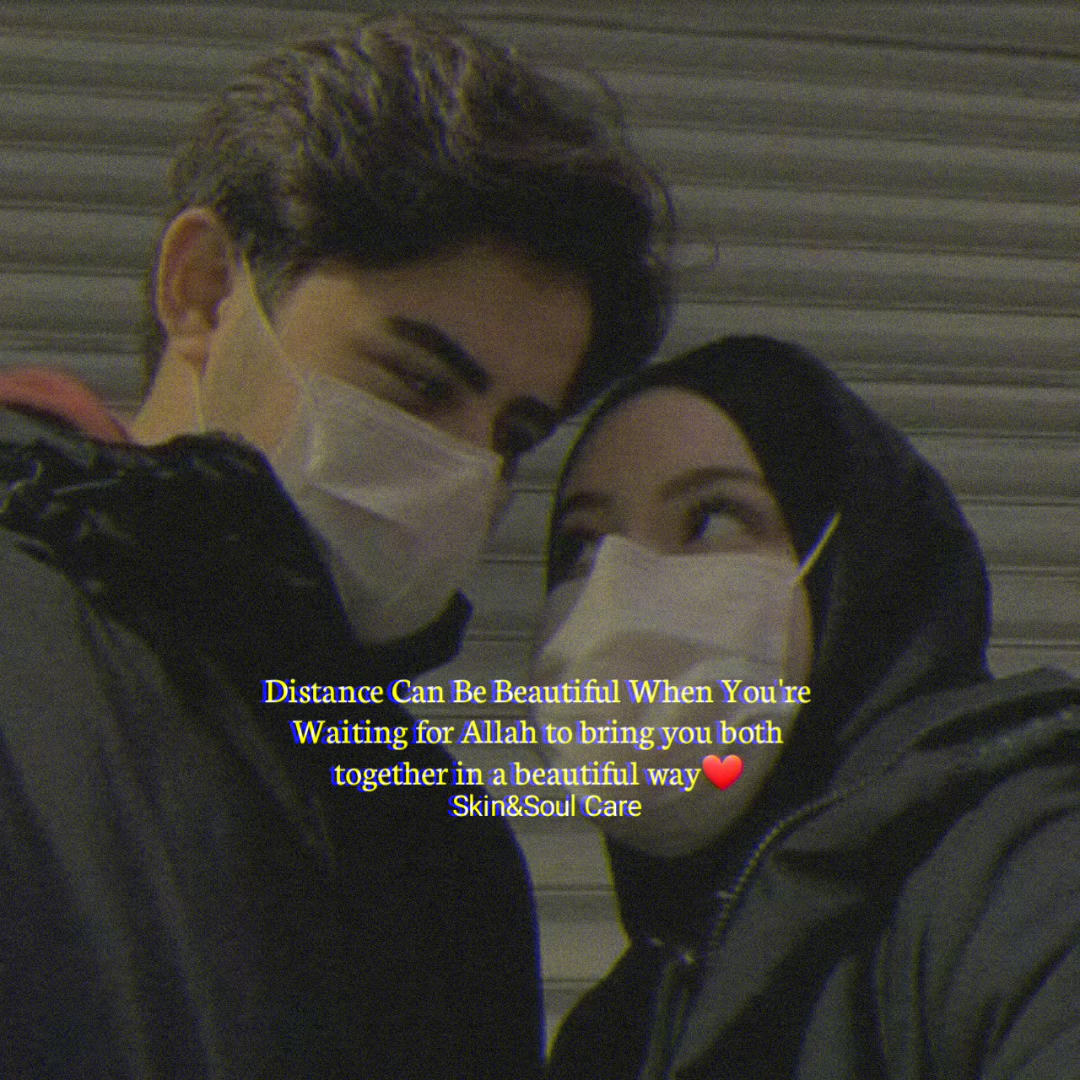 Distance Can Be Beautiful When You're
Waiting for Allah to bring you both
together in a beautiful way❤️
Skin&Soul Care